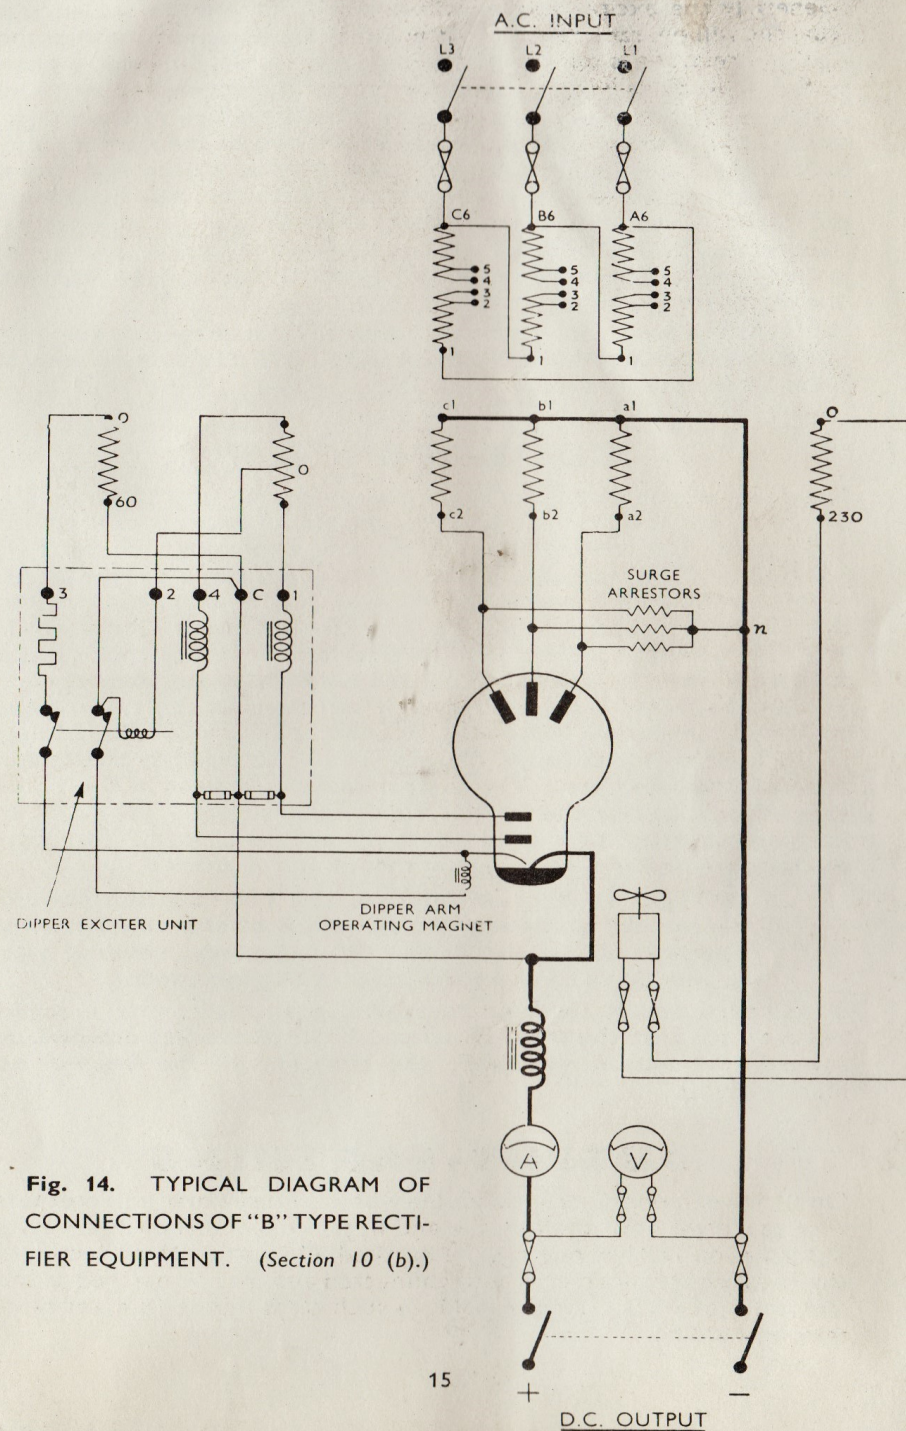 A.C. INPUT
L3 L2 L1
C6 B6 A6
5 5 5
4 4 4
3 3 3
2 2 2
1 1 1
c1 b1 a1
O O O
60
c2 b2 a2 230
SURGE
ARRESTORS
3 2 4 C 1
n
DIPPER ARM
OPERATING MAGNET
DIPPER EXCITER UNIT
A V
Fig. 14. TYPICAL DIAGRAM OF
CONNECTIONS OF "B" TYPE RECTI-
FIER EQUIPMENT. (Section 10 (b).)
15
+ −
D.C. OUTPUT